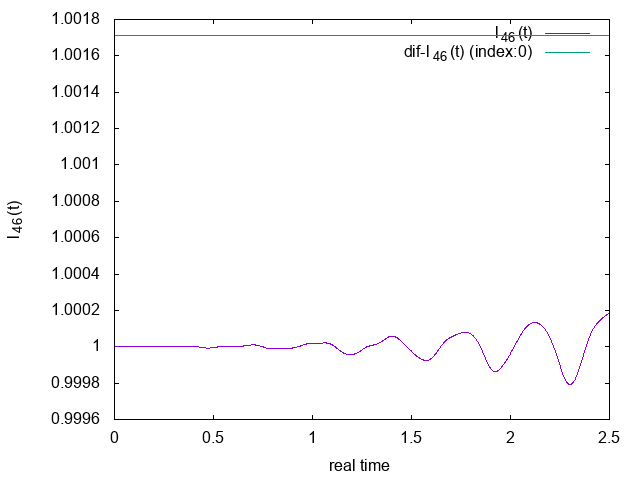 1.0018
1.0016
1.0014
1.0012
1.001
1.0008
1.0006
1.0004
1.0002
1
0.9998
0.9996
I46(t)
I46(t)
dif-I46(t) (index:0)
0 0.5 1 1.5 2 2.5
real time